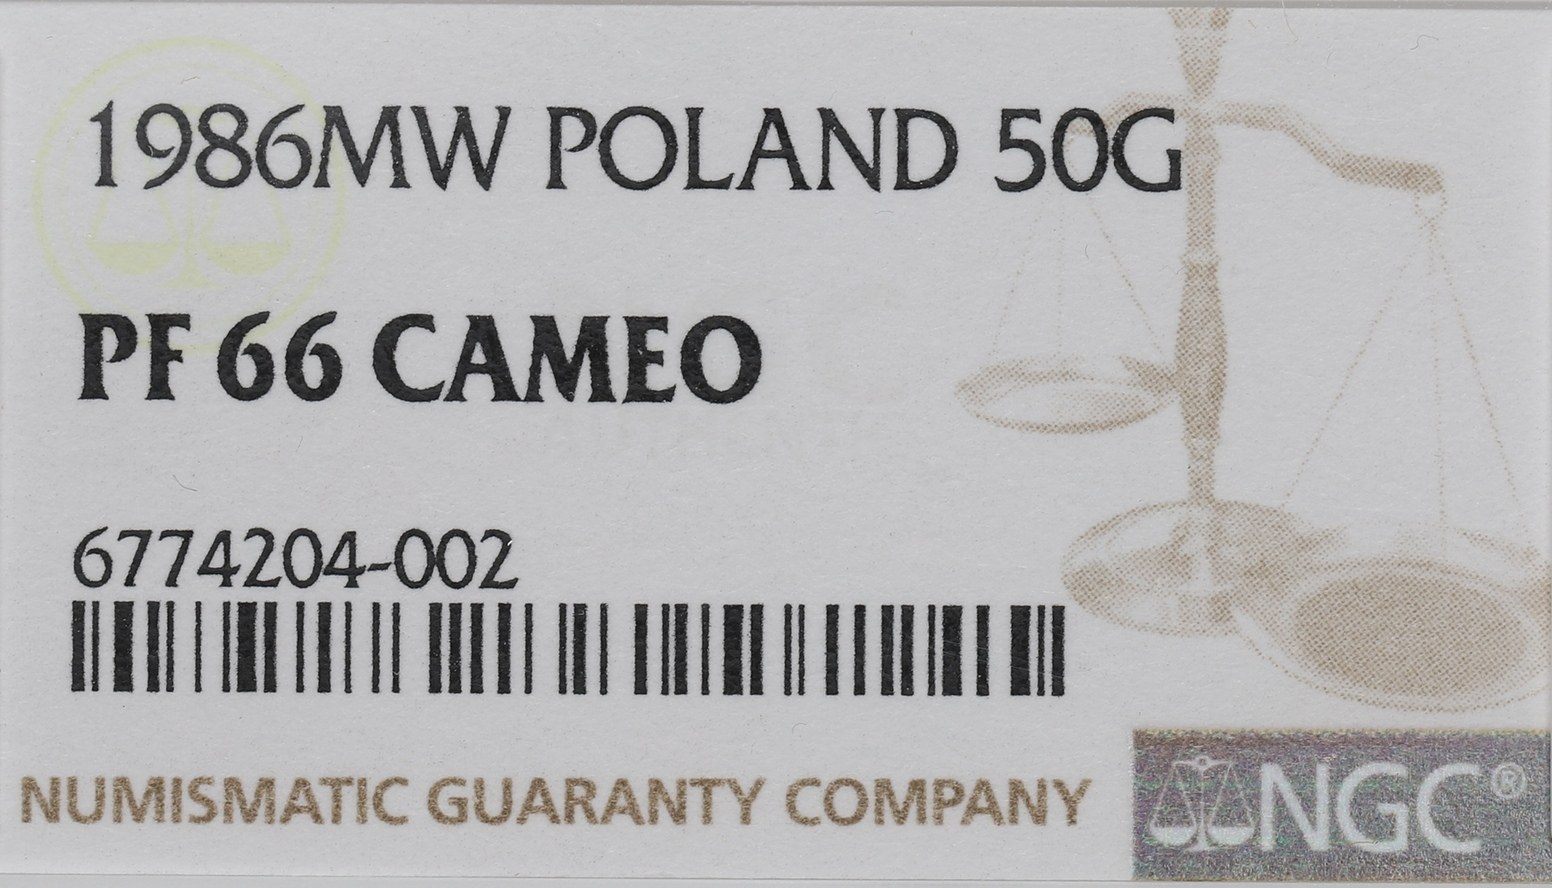 1986MW POLAND 50G
PF 66 CAMEO
6774204-002
NUMISMATIC GUARANTY COMPANY
NGC®